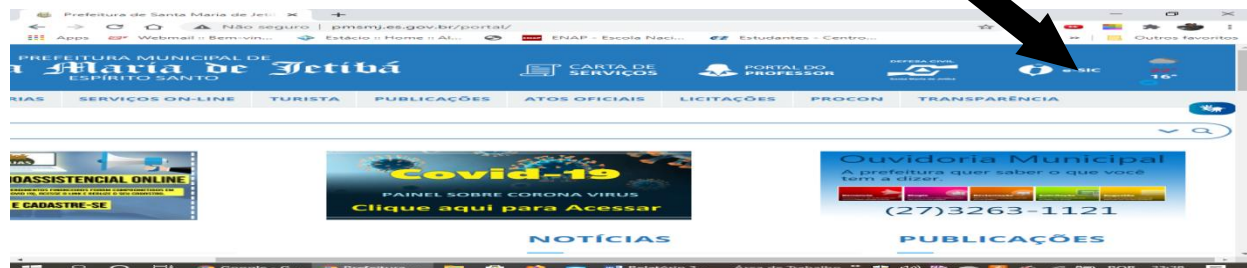 Prefeitura de Santa Maria de Jet
Não seguro | pmsmj.es.gov.br/portal/
Apps Webmail :: Bem-vin... Estácio :: Home :: Al... ENAP - Escola Naci... Estudantes - Centro... Outros favoritos
PREFEITURA MUNICIPAL DE
Maria de Jetibá
ESPÍRITO SANTO
CARTA DE
SERVIÇOS
PORTAL DO
PROFESSOR
DEFESA CIVIL
e-SIC
16°
RIAS SERVIÇOS ON-LINE TURISTA PUBLICAÇÕES ATOS OFICIAIS LICITAÇÕES PROCON TRANSPARÊNCIA
UAS
IOASSISTENCIAL ONLINE
E CADASTRE-SE
Covid-19
PAINEL SOBRE CORONA VIRUS
Clique aqui para Acessar
Ouvidoria Municipal
A prefeitura quer saber o que você
tem a dizer.
(27)3263-1121
NOTÍCIAS
PUBLICAÇÕES